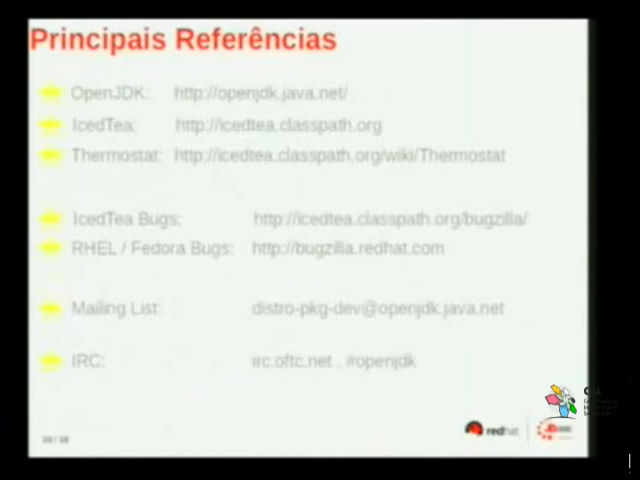 Principais Referências
OpenJDK: http://openjdk.java.net/
IcedTea: http://icedtea.classpath.org
Thermostat: http://icedtea.classpath.org/wiki/Thermostat
IcedTea Bugs: http://icedtea.classpath.org/bugzilla/
RHEL / Fedora Bugs: http://bugzilla.redhat.com
Mailing List: distro-pkg-dev@openjdk.java.net
IRC: irc.oftc.net . #openjdk
redhat